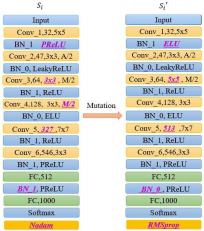 S_i
Input
Conv_1,32,5x5
BN_1 PReLU
Conv_2,47,3x3, A/2
BN_0, LeakyReLU
Conv_3,64, 3x3, M/2
BN_1, ReLU
Conv_4,128, 3x3, M/2
BN_0, ELU
Conv_5, 327, 7x7
BN_1, ReLU
Conv_6,546,3x3
BN_1, PReLU
FC,512
BN_1, PReLU
FC,1000
Softmax
Nadam
Mutation
S_i'
Input
Conv_1,32,5x5
BN_1 ELU
Conv_2,47,3x3, A/2
BN_0, LeakyReLU
Conv_3,64, 5x5, M/2
BN_1, ReLU
Conv_4,128, 3x3
BN_0, ELU
Conv_5, 513, 7x7
BN_1, ReLU
Conv_6,546,3x3
BN_1, PReLU
FC,512
BN_0, PReLU
FC,1000
Softmax
RMSprop